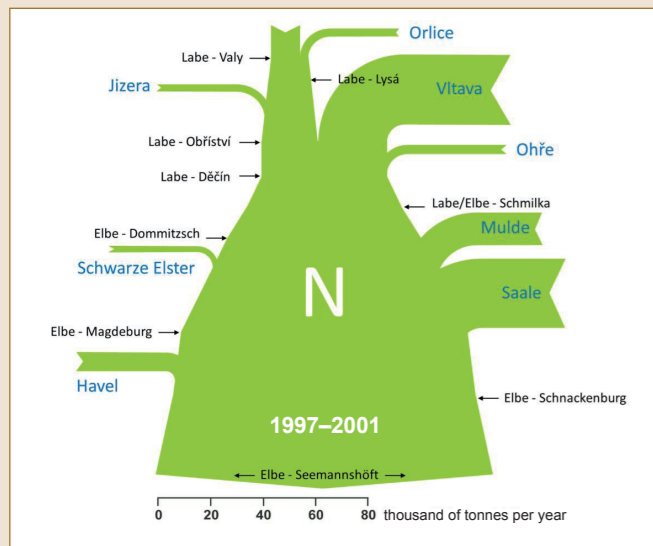 Orlice
Labe - Valy
Labe - Lysá
Jizera
Vltava
Labe - Obříství
Ohře
Labe - Děčín
Labe/Elbe - Schmilka
Elbe - Dommitzsch
Mulde
Schwarze Elster
N
Saale
Elbe - Magdeburg
Havel
Elbe - Schnackenburg
1997–2001
Elbe - Seemannshöft
0 20 40 60 80 thousand of tonnes per year